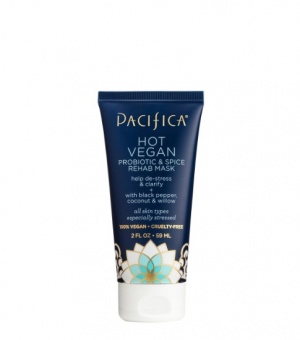 PACIFICA®
HOT
VEGAN
PROBIOTIC & SPICE
REHAB MASK
help de-stress
& clarify
+
with black pepper,
coconut & willow
all skin types
especially stressed
100% VEGAN + CRUELTY-FREE
2 FL OZ • 59 ML